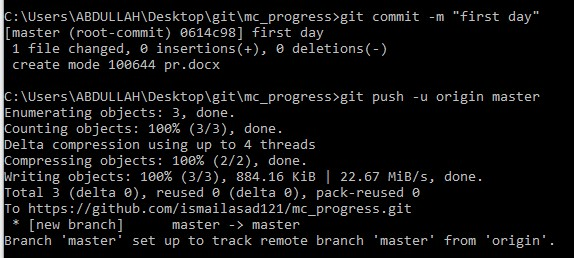 C:\Users\ABDULLAH\Desktop\git\mc_progress>git commit -m "first day"
[master (root-commit) 0614c98] first day
 1 file changed, 0 insertions(+), 0 deletions(-)
 create mode 100644 pr.docx
C:\Users\ABDULLAH\Desktop\git\mc_progress>git push -u origin master
Enumerating objects: 3, done.
Counting objects: 100% (3/3), done.
Delta compression using up to 4 threads
Compressing objects: 100% (2/2), done.
Writing objects: 100% (3/3), 884.16 KiB | 22.67 MiB/s, done.
Total 3 (delta 0), reused 0 (delta 0), pack-reused 0
To https://github.com/ismailasad121/mc_progress.git
 * [new branch]      master -> master
Branch 'master' set up to track remote branch 'master' from 'origin'.